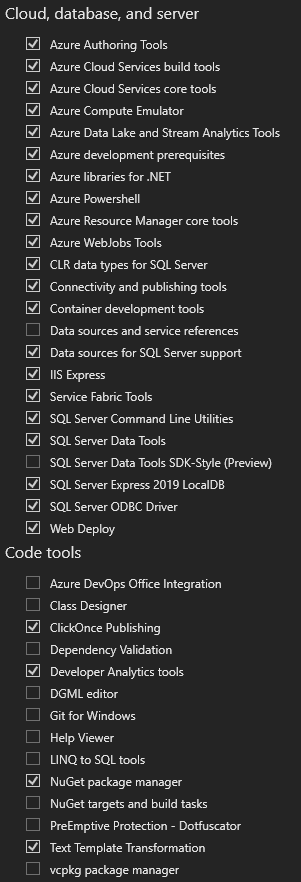 Cloud, database, and server
Azure Authoring Tools
Azure Cloud Services build tools
Azure Cloud Services core tools
Azure Compute Emulator
Azure Data Lake and Stream Analytics Tools
Azure development prerequisites
Azure libraries for .NET
Azure Powershell
Azure Resource Manager core tools
Azure WebJobs Tools
CLR data types for SQL Server
Connectivity and publishing tools
Container development tools
Data sources and service references
Data sources for SQL Server support
IIS Express
Service Fabric Tools
SQL Server Command Line Utilities
SQL Server Data Tools
SQL Server Data Tools SDK-Style (Preview)
SQL Server Express 2019 LocalDB
SQL Server ODBC Driver
Web Deploy
Code tools
Azure DevOps Office Integration
Class Designer
ClickOnce Publishing
Dependency Validation
Developer Analytics tools
DGML editor
Git for Windows
Help Viewer
LINQ to SQL tools
NuGet package manager
NuGet targets and build tasks
PreEmptive Protection - Dotfuscator
Text Template Transformation
vcpkg package manager